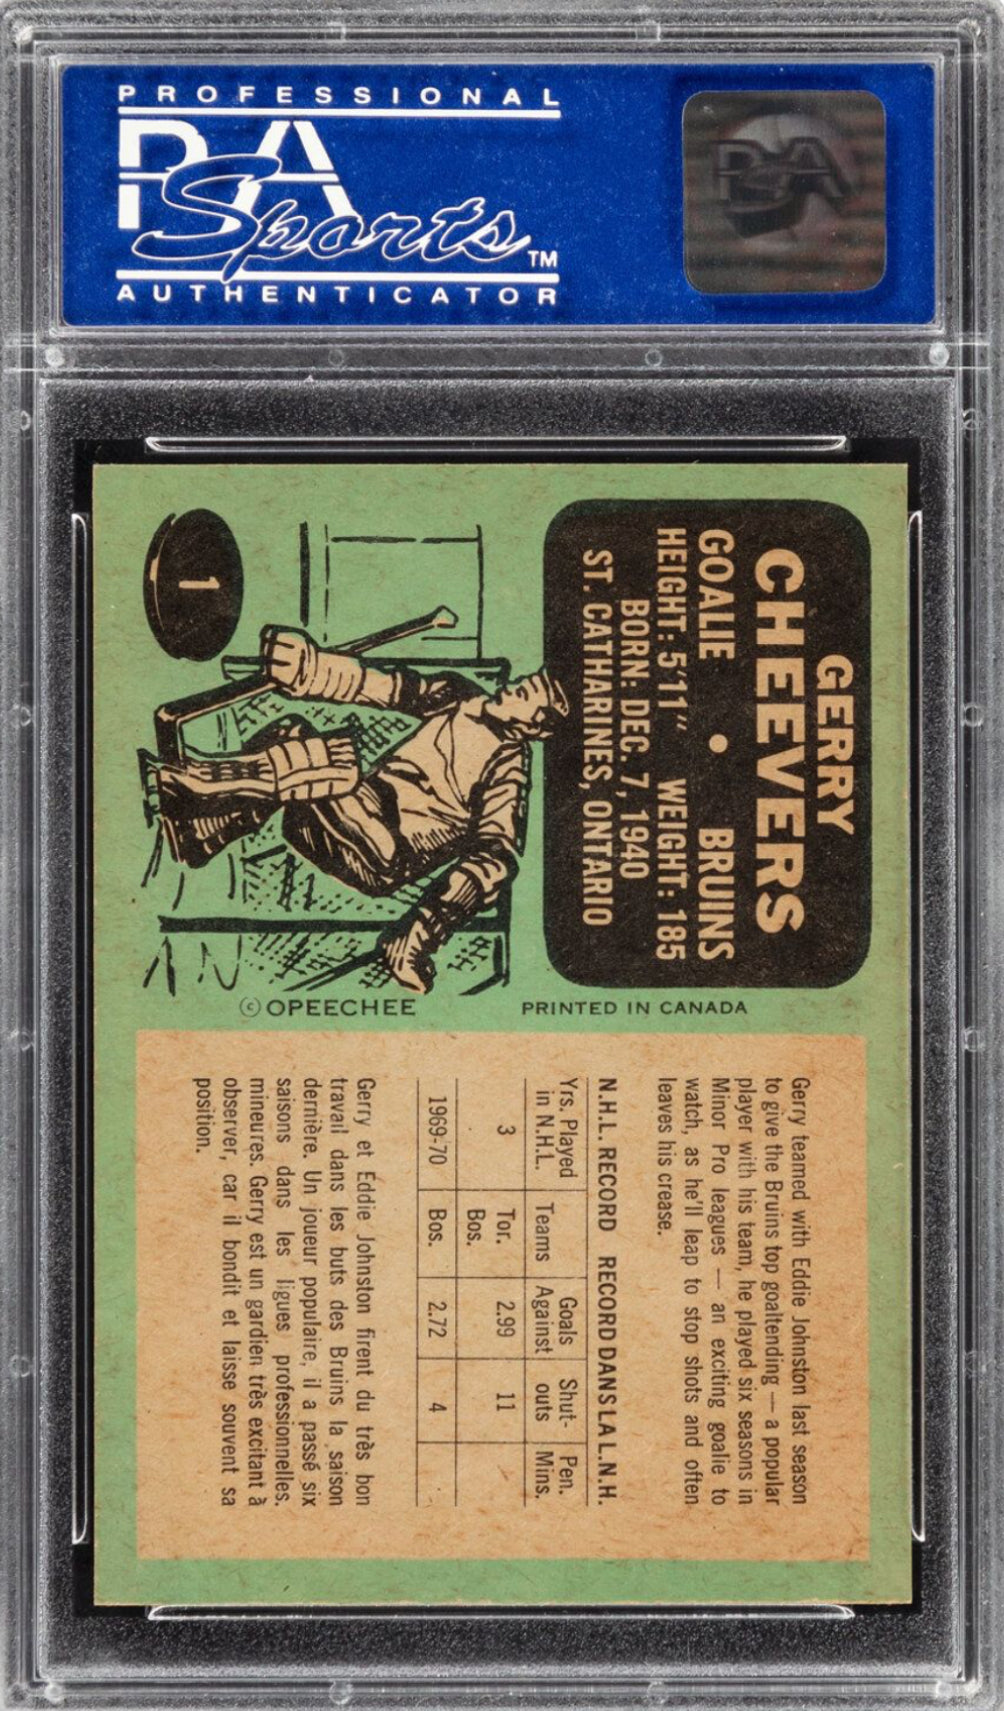 PROFESSIONAL
PSA
Sports™
AUTHENTICATOR
PSA
1
GERRY
CHEEVERS
GOALIE • BRUINS
HEIGHT: 5'11" WEIGHT: 185
BORN: DEC. 7, 1940
ST. CATHARINES, ONTARIO
© OPEECHEE
PRINTED IN CANADA
Gerry teamed with Eddie Johnston last season
to give the Bruins top goaltending — a popular
player with his team, he played six seasons in
Minor Pro leagues — an exciting goalie to
watch, as he'll leap to stop shots and often
leaves his crease.
N.H.L. RECORD RECORD DANS LA L.N.H.
Yrs. Played Teams Goals Shut- Pen.
in N.H.L. Against outs Mins.
3 Tor. 2.99 11
Bos.
1969-70 Bos. 2.72 4
Gerry et Eddie Johnston firent du très bon
travail dans les buts des Bruins la saison
dernière. Un joueur populaire, il a passé six
saisons dans les ligues professionnelles.
mineures. Gerry est un gardien très excitant à
observer, car il bondit et laisse souvent sa
position.